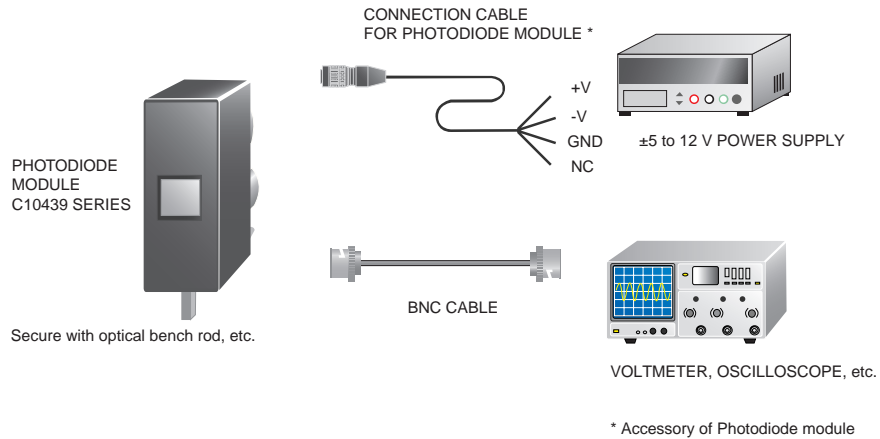 CONNECTION CABLE
FOR PHOTODIODE MODULE *
+V
-V
GND
NC
±5 to 12 V POWER SUPPLY
PHOTODIODE
MODULE
C10439 SERIES
Secure with optical bench rod, etc.
BNC CABLE
VOLTMETER, OSCILLOSCOPE, etc.
* Accessory of Photodiode module